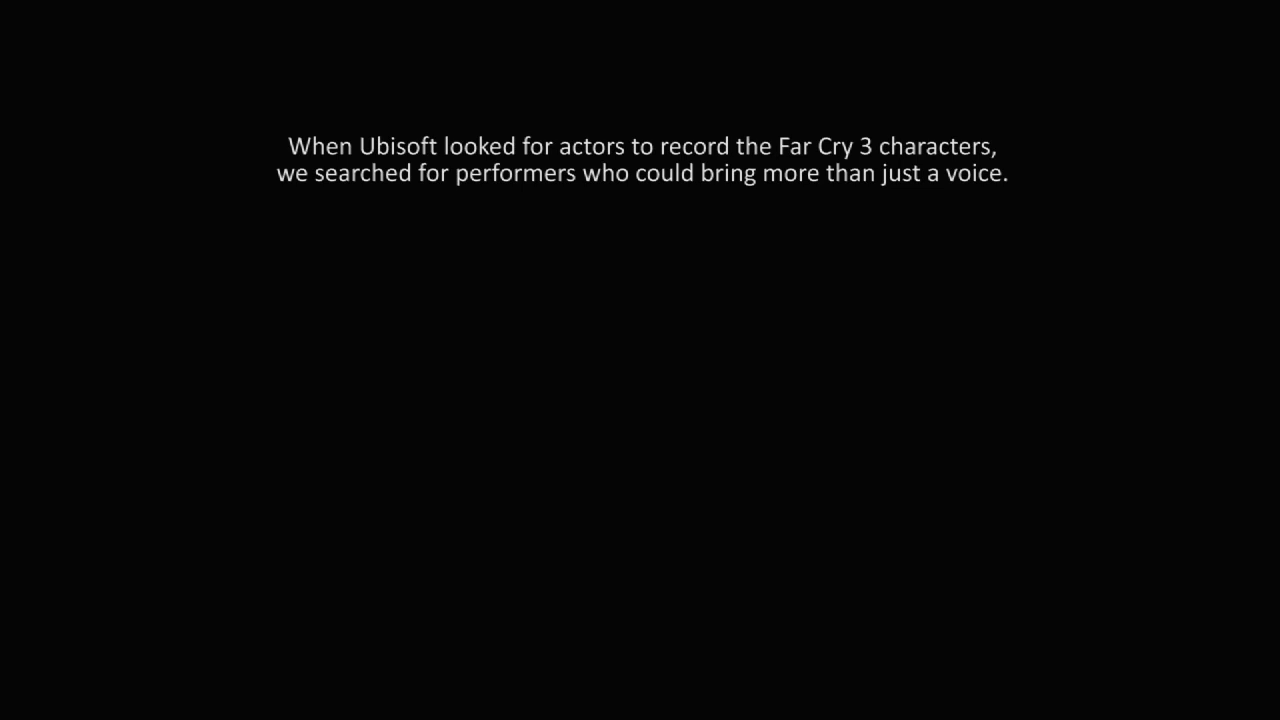 When Ubisoft looked for actors to record the Far Cry 3 characters,
we searched for performers who could bring more than just a voice.